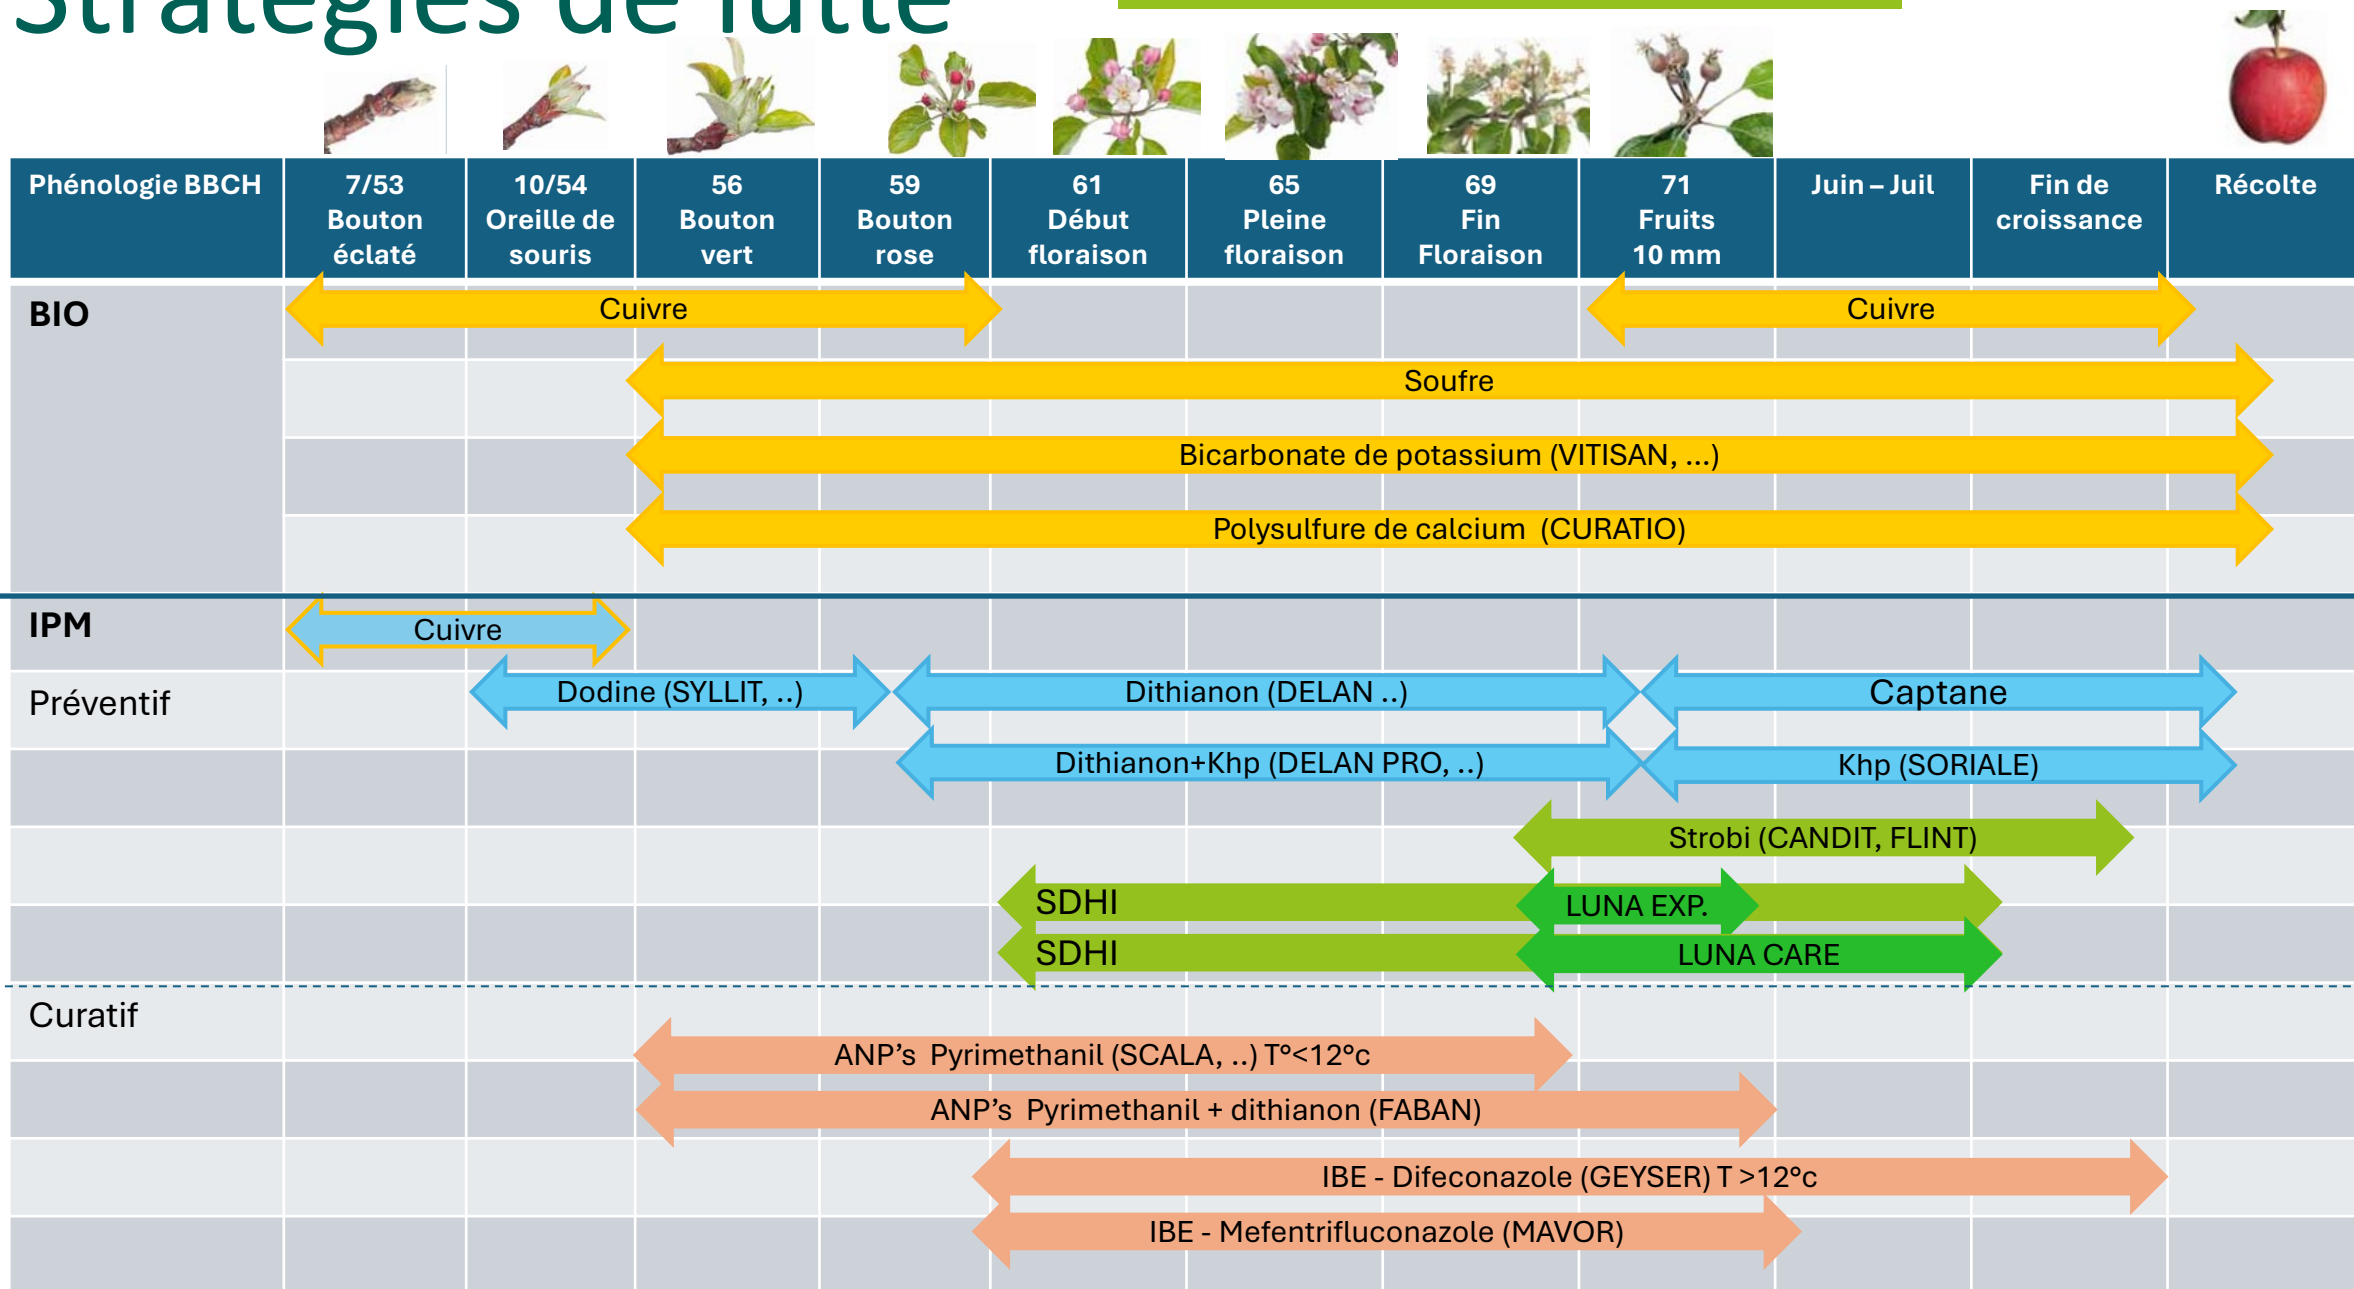 Stratégies de lutte
Phénologie BBCH
7/53
Bouton
éclaté
10/54
Oreille de
souris
56
Bouton
vert
59
Bouton
rose
61
Début
floraison
65
Pleine
floraison
69
Fin
Floraison
71
Fruits
10 mm
Juin – Juil
Fin de
croissance
Récolte
BIO
Cuivre
Cuivre
Soufre
Bicarbonate de potassium (VITISAN, ...)
Polysulfure de calcium (CURATIO)
IPM
Cuivre
Préventif
Dodine (SYLLIT, ..)
Dithianon (DELAN ..)
Captane
Dithianon+Khp (DELAN PRO, ..)
Khp (SORIALE)
Strobi (CANDIT, FLINT)
SDHI
LUNA EXP.
SDHI
LUNA CARE
Curatif
ANP’s Pyrimethanil (SCALA, ..) T°<12°c
ANP’s Pyrimethanil + dithianon (FABAN)
IBE - Difeconazole (GEYSER) T >12°c
IBE - Mefentrifluconazole (MAVOR)